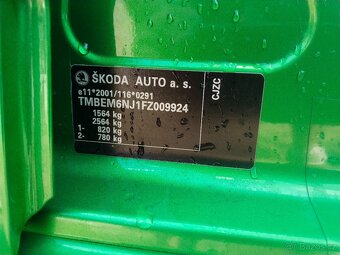 ŠKODA AUTO a. s.
e11*2001/116*0291
TMBEM6NJ1FZ009924
1564 kg
2564 kg
1- 820 kg
2- 780 kg
CJZC